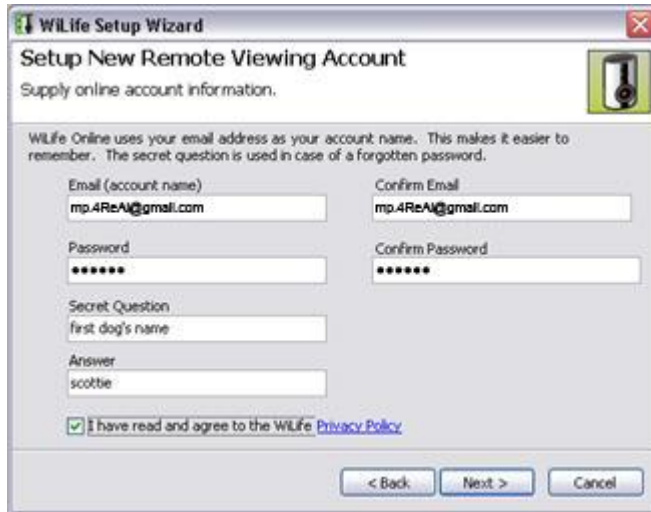 WiLife Setup Wizard
Setup New Remote Viewing Account
Supply online account information.
WiLife Online uses your email address as your account name. This makes it easier to
remember. The secret question is used in case of a forgotten password.
Email (account name)
Confirm Email
mp.4ReAl@gmail.com
mp.4ReAl@gmail.com
Password
Confirm Password
••••••
••••••
Secret Question
first dog's name
Answer
scottie
I have read and agree to the WiLife Privacy Policy
< Back
Next >
Cancel